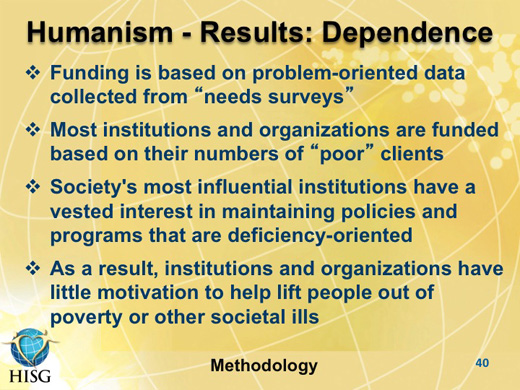 Humanism - Results: Dependence
❖ Funding is based on problem-oriented data
collected from “needs surveys”
❖ Most institutions and organizations are funded
based on their numbers of “poor” clients
❖ Society's most influential institutions have a
vested interest in maintaining policies and
programs that are deficiency-oriented
❖ As a result, institutions and organizations have
little motivation to help lift people out of
poverty or other societal ills
HISG
Methodology
40